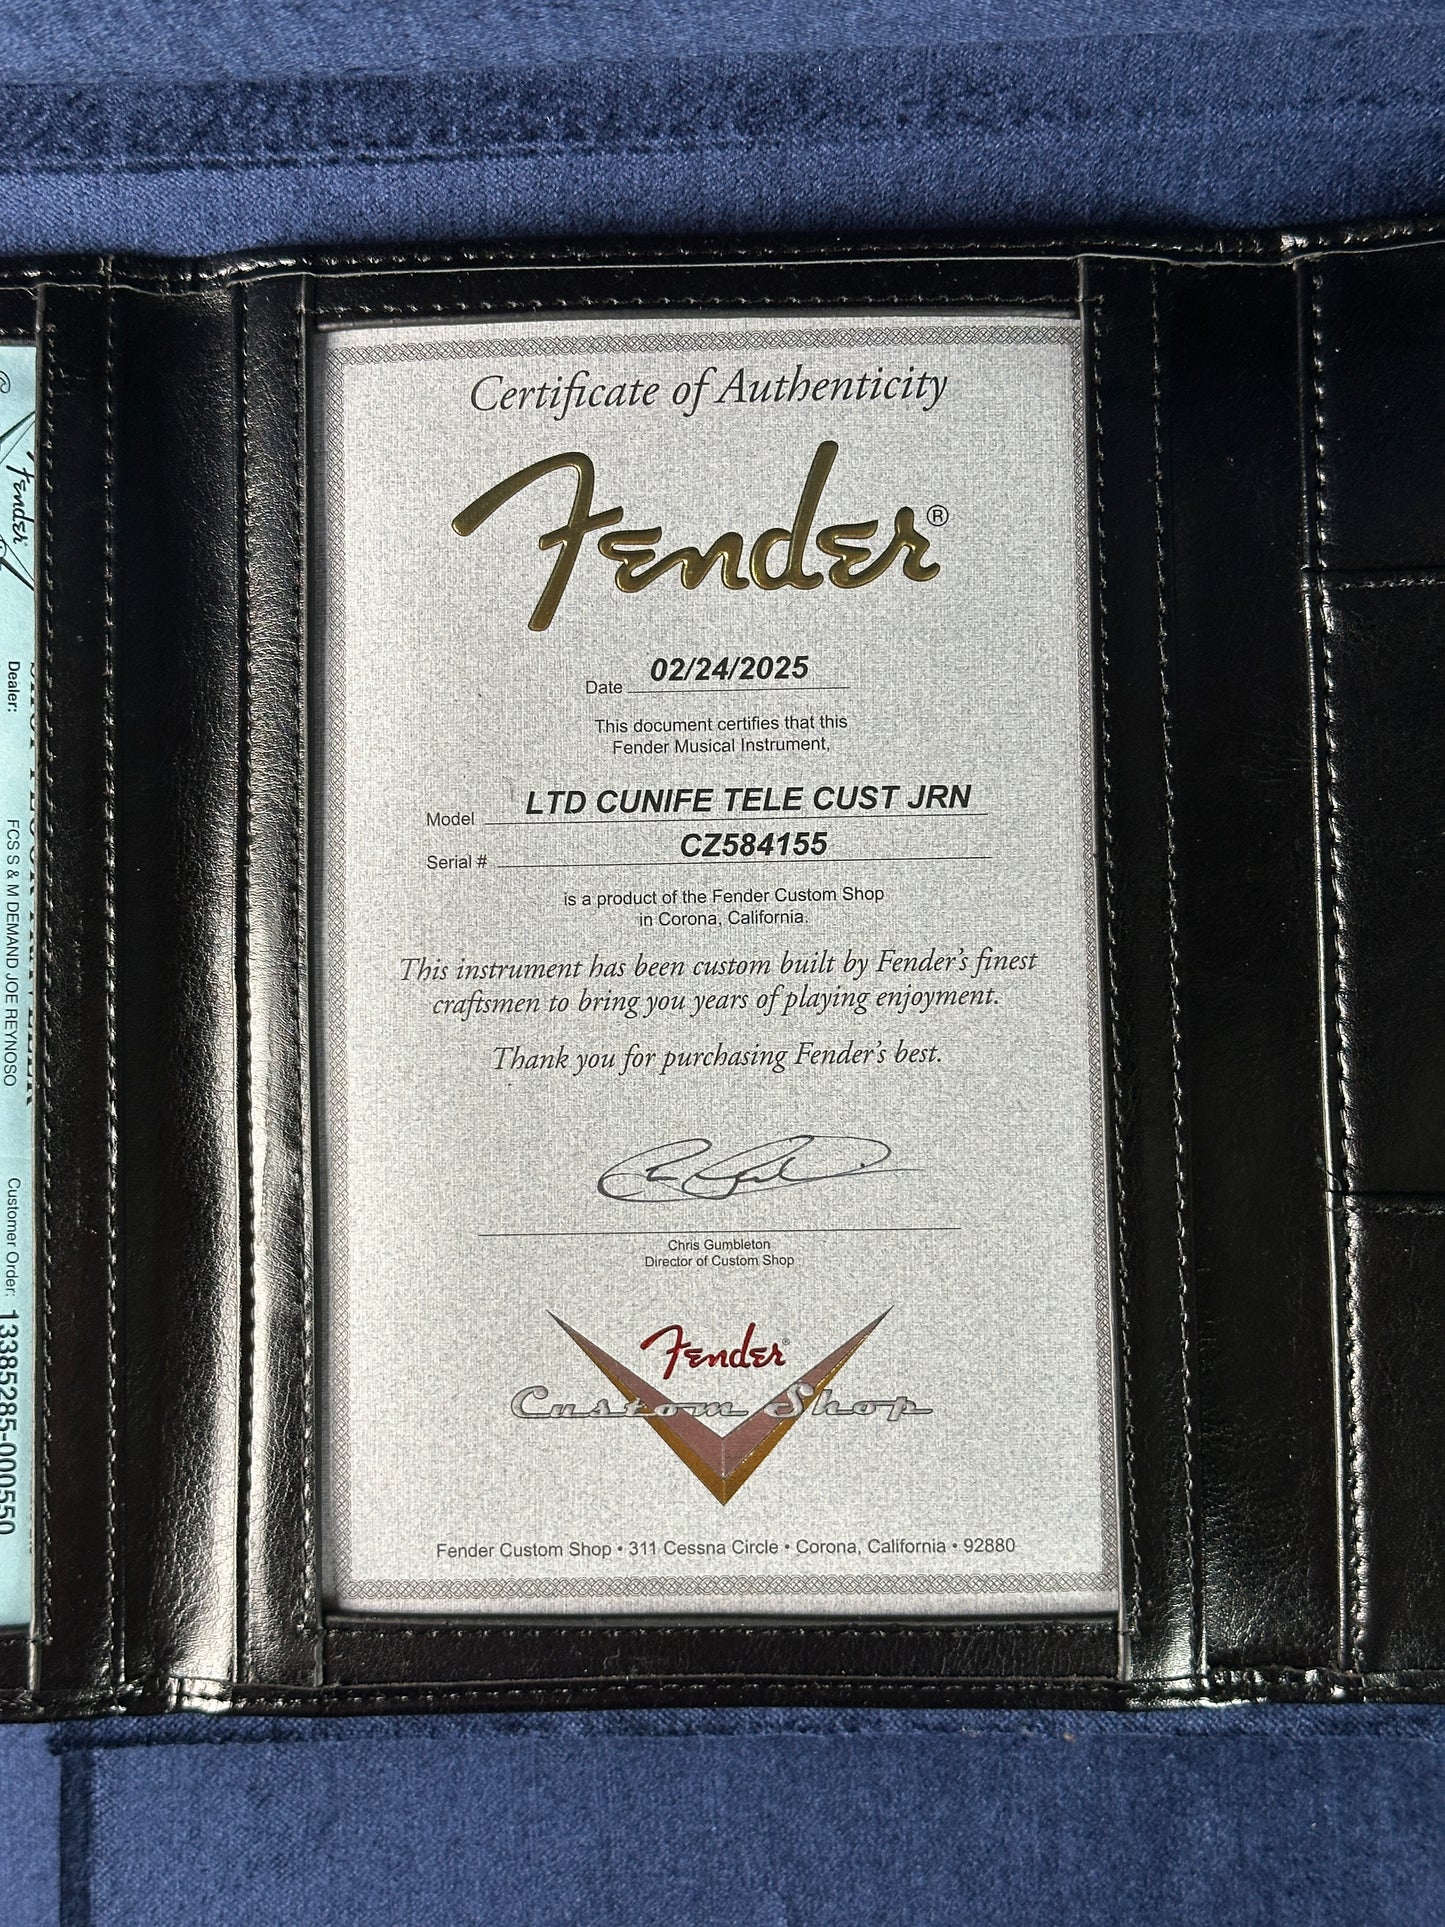 Certificate of Authenticity
Fender®
Date 02/24/2025
This document certifies that this
Fender Musical Instrument,
Model LTD CUNIFE TELE CUST JRN
Serial # CZ584155
is a product of the Fender Custom Shop
in Corona, California.
This instrument has been custom built by Fender's finest
craftsmen to bring you years of playing enjoyment.
Thank you for purchasing Fender's best.
Chris Gumbleton
Director of Custom Shop
Fender®
Custom Shop
Fender Custom Shop • 311 Cessna Circle • Corona, California • 92880
Fender
Dealer:
FCS S & M DEMAND JOE REYNOSO
Customer Order: 13385285-000550